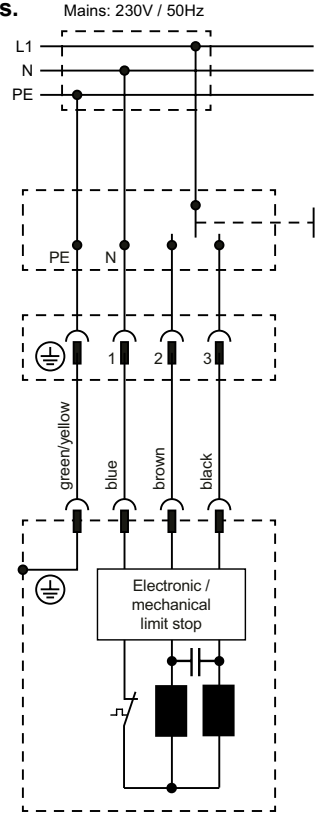 s.
Mains: 230V / 50Hz
L1
N
PE
PE N
1 2 3
green/yellow
blue
brown
black
Electronic /
mechanical
limit stop